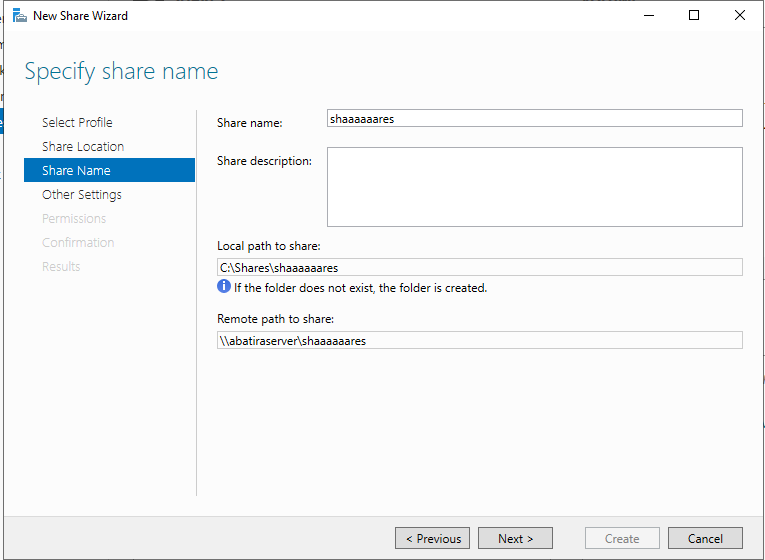 New Share Wizard
Specify share name
Select Profile
Share Location
Share Name
Other Settings
Permissions
Confirmation
Results
Share name:
shaaaaaares
Share description:
Local path to share:
C:\Shares\shaaaaaares
If the folder does not exist, the folder is created.
Remote path to share:
\\abatiraserver\shaaaaaares
< Previous
Next >
Create
Cancel